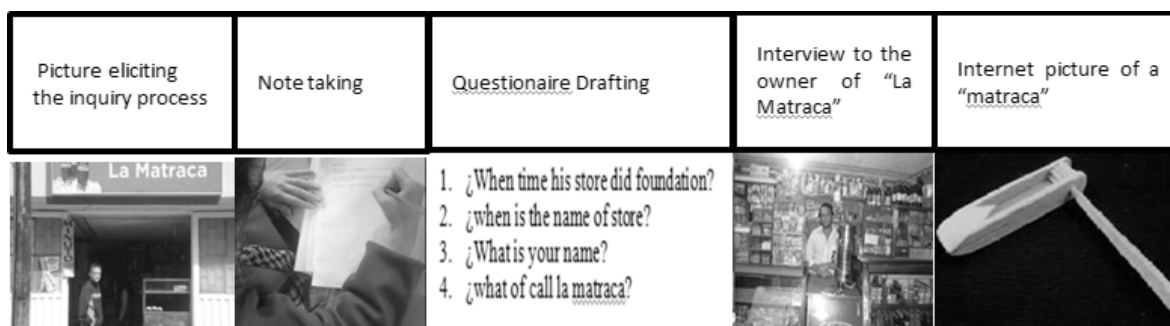 Picture eliciting
the inquiry process
Note taking
Questionaire Drafting
Interview to the
owner of "La
Matraca"
Internet picture of a
"matraca"
La Matraca
1. ¿When time his store did foundation?
2. ¿when is the name of store?
3. ¿What is your name?
4. ¿what of call la matraca?